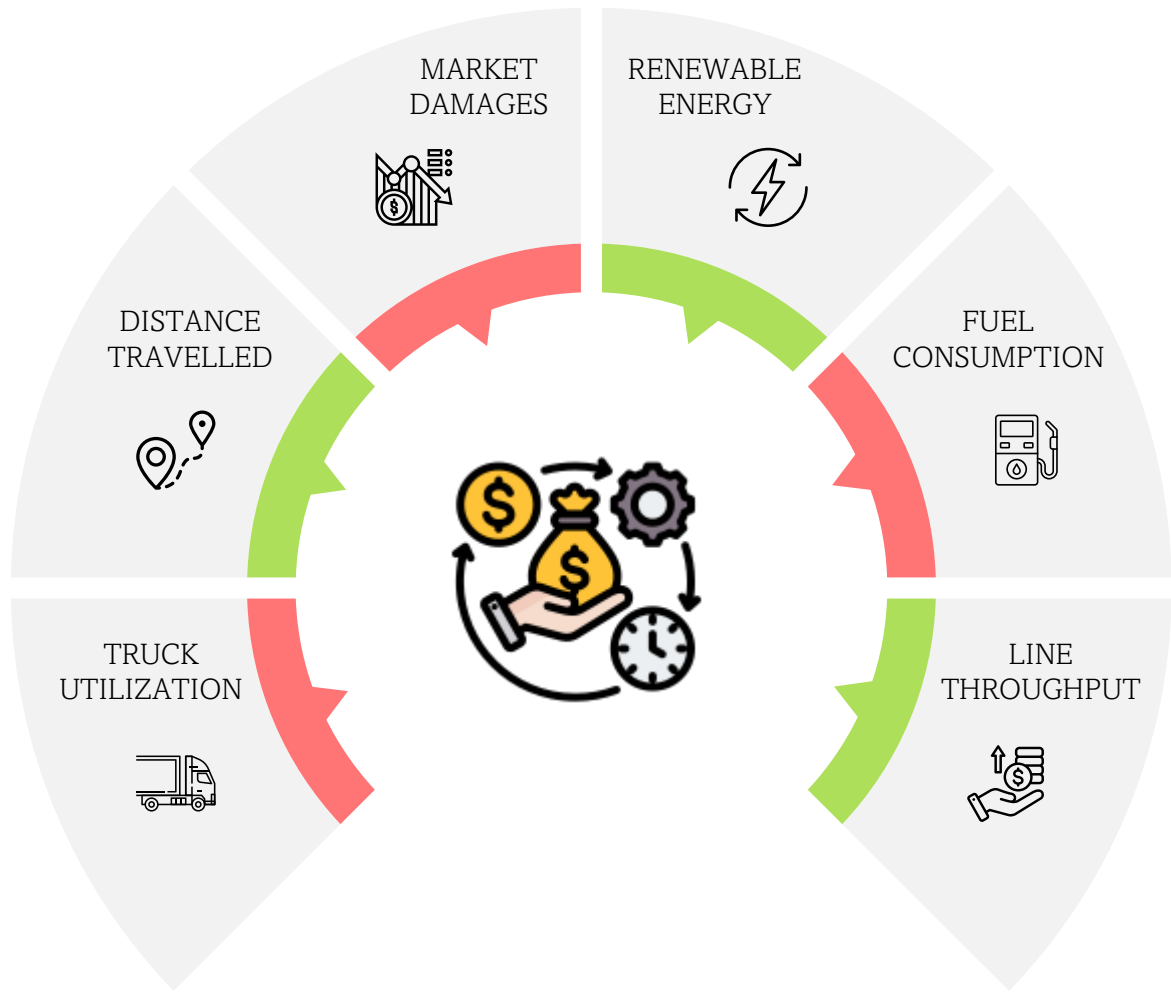 MARKET
DAMAGES
RENEWABLE
ENERGY
DISTANCE
TRAVELLED
FUEL
CONSUMPTION
TRUCK
UTILIZATION
LINE
THROUGHPUT
$
$
$
$